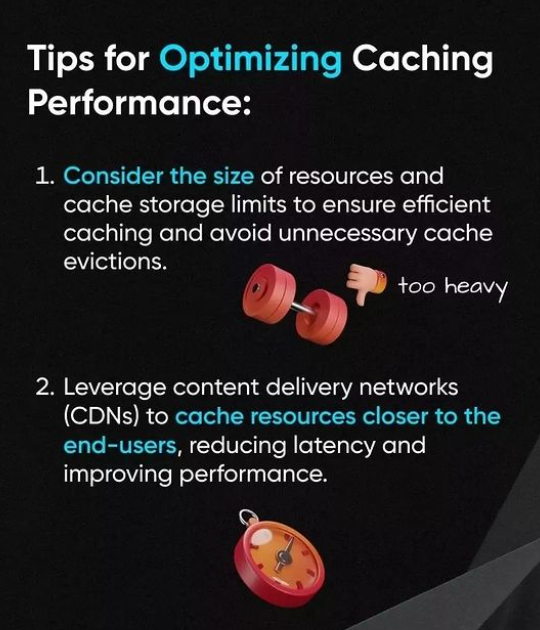 Tips for Optimizing Caching
Performance:
1. Consider the size of resources and
cache storage limits to ensure efficient
caching and avoid unnecessary cache
evictions.
too heavy
2. Leverage content delivery networks
(CDNs) to cache resources closer to the
end-users, reducing latency and
improving performance.